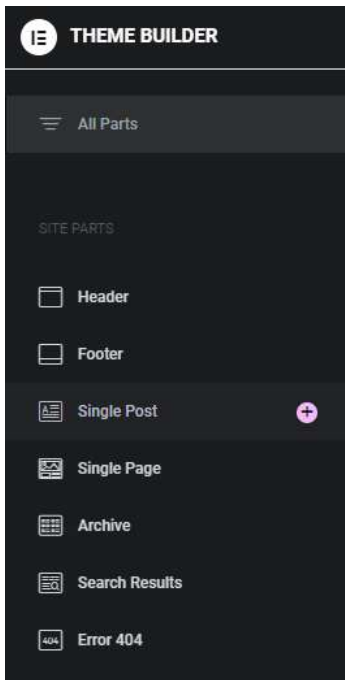 THEME BUILDER
All Parts
SITE PARTS
Header
Footer
Single Post
Single Page
Archive
Search Results
404 Error 404